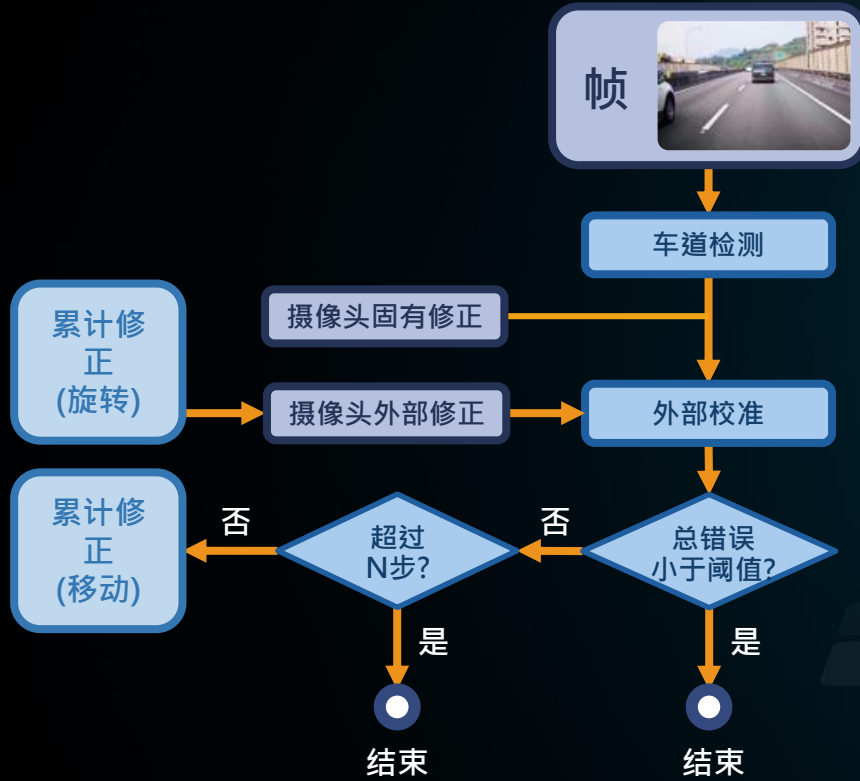 帧
车道检测
摄像头固有修正
累计修
正
(旋转)
摄像头外部修正
外部校准
累计修
正
(移动)
否
超过
N步?
否
总错误
小于阈值?
是
是
结束
结束